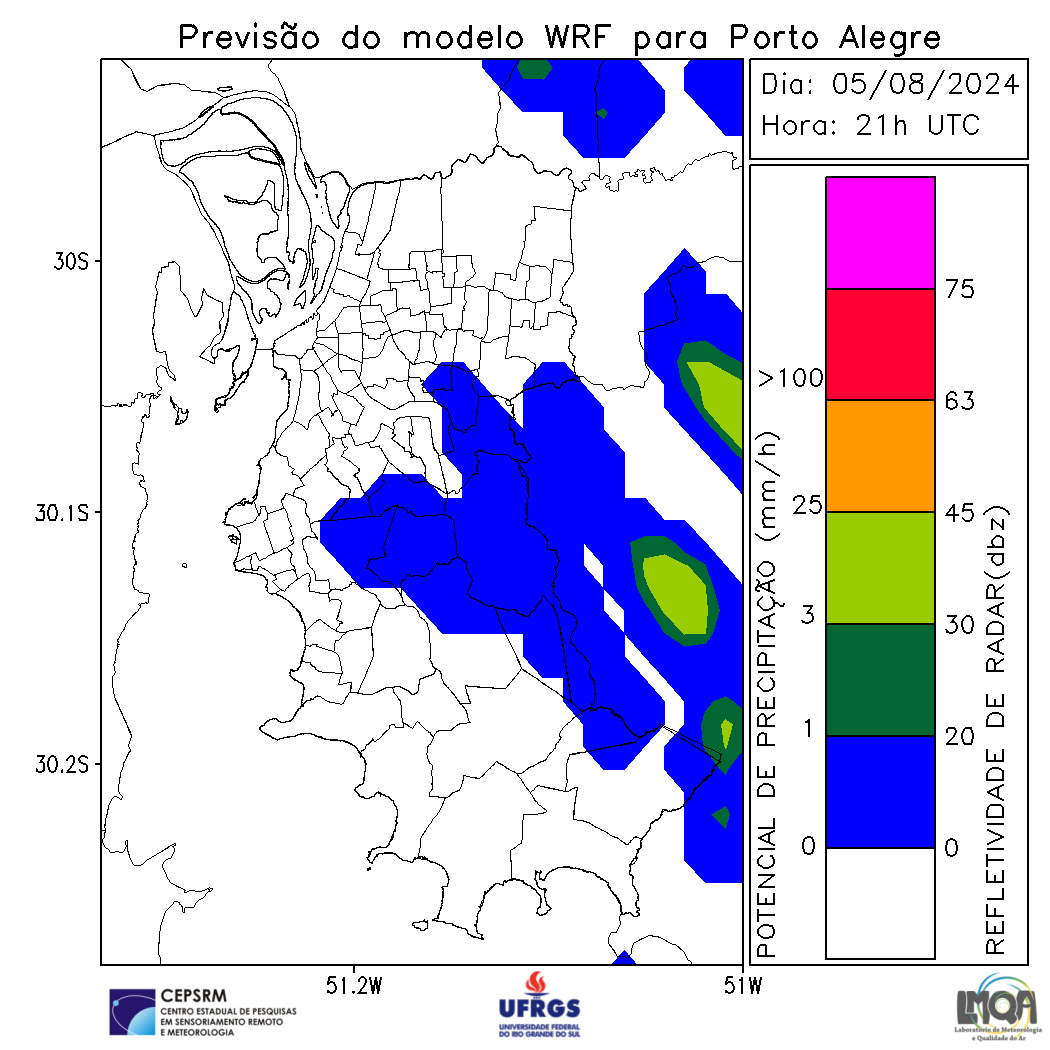 Previsão do modelo WRF para Porto Alegre
Dia: 05/08/2024
Hora: 21h UTC
30S
30.1S
30.2S
51.2W
51W
POTENCIAL DE PRECIPITAÇÃO (mm/h)
>100
25
3
1
0
75
63
45
30
20
0
REFLETIVIDADE DE RADAR(dbz)
CEPSRM
CENTRO ESTADUAL DE PESQUISAS
EM SENSORIAMENTO REMOTO
E METEOROLOGIA
UFRGS
UNIVERSIDADE FEDERAL
DO RIO GRANDE DO SUL
LMQA
Laboratório de Meteorologia
e Qualidade do Ar